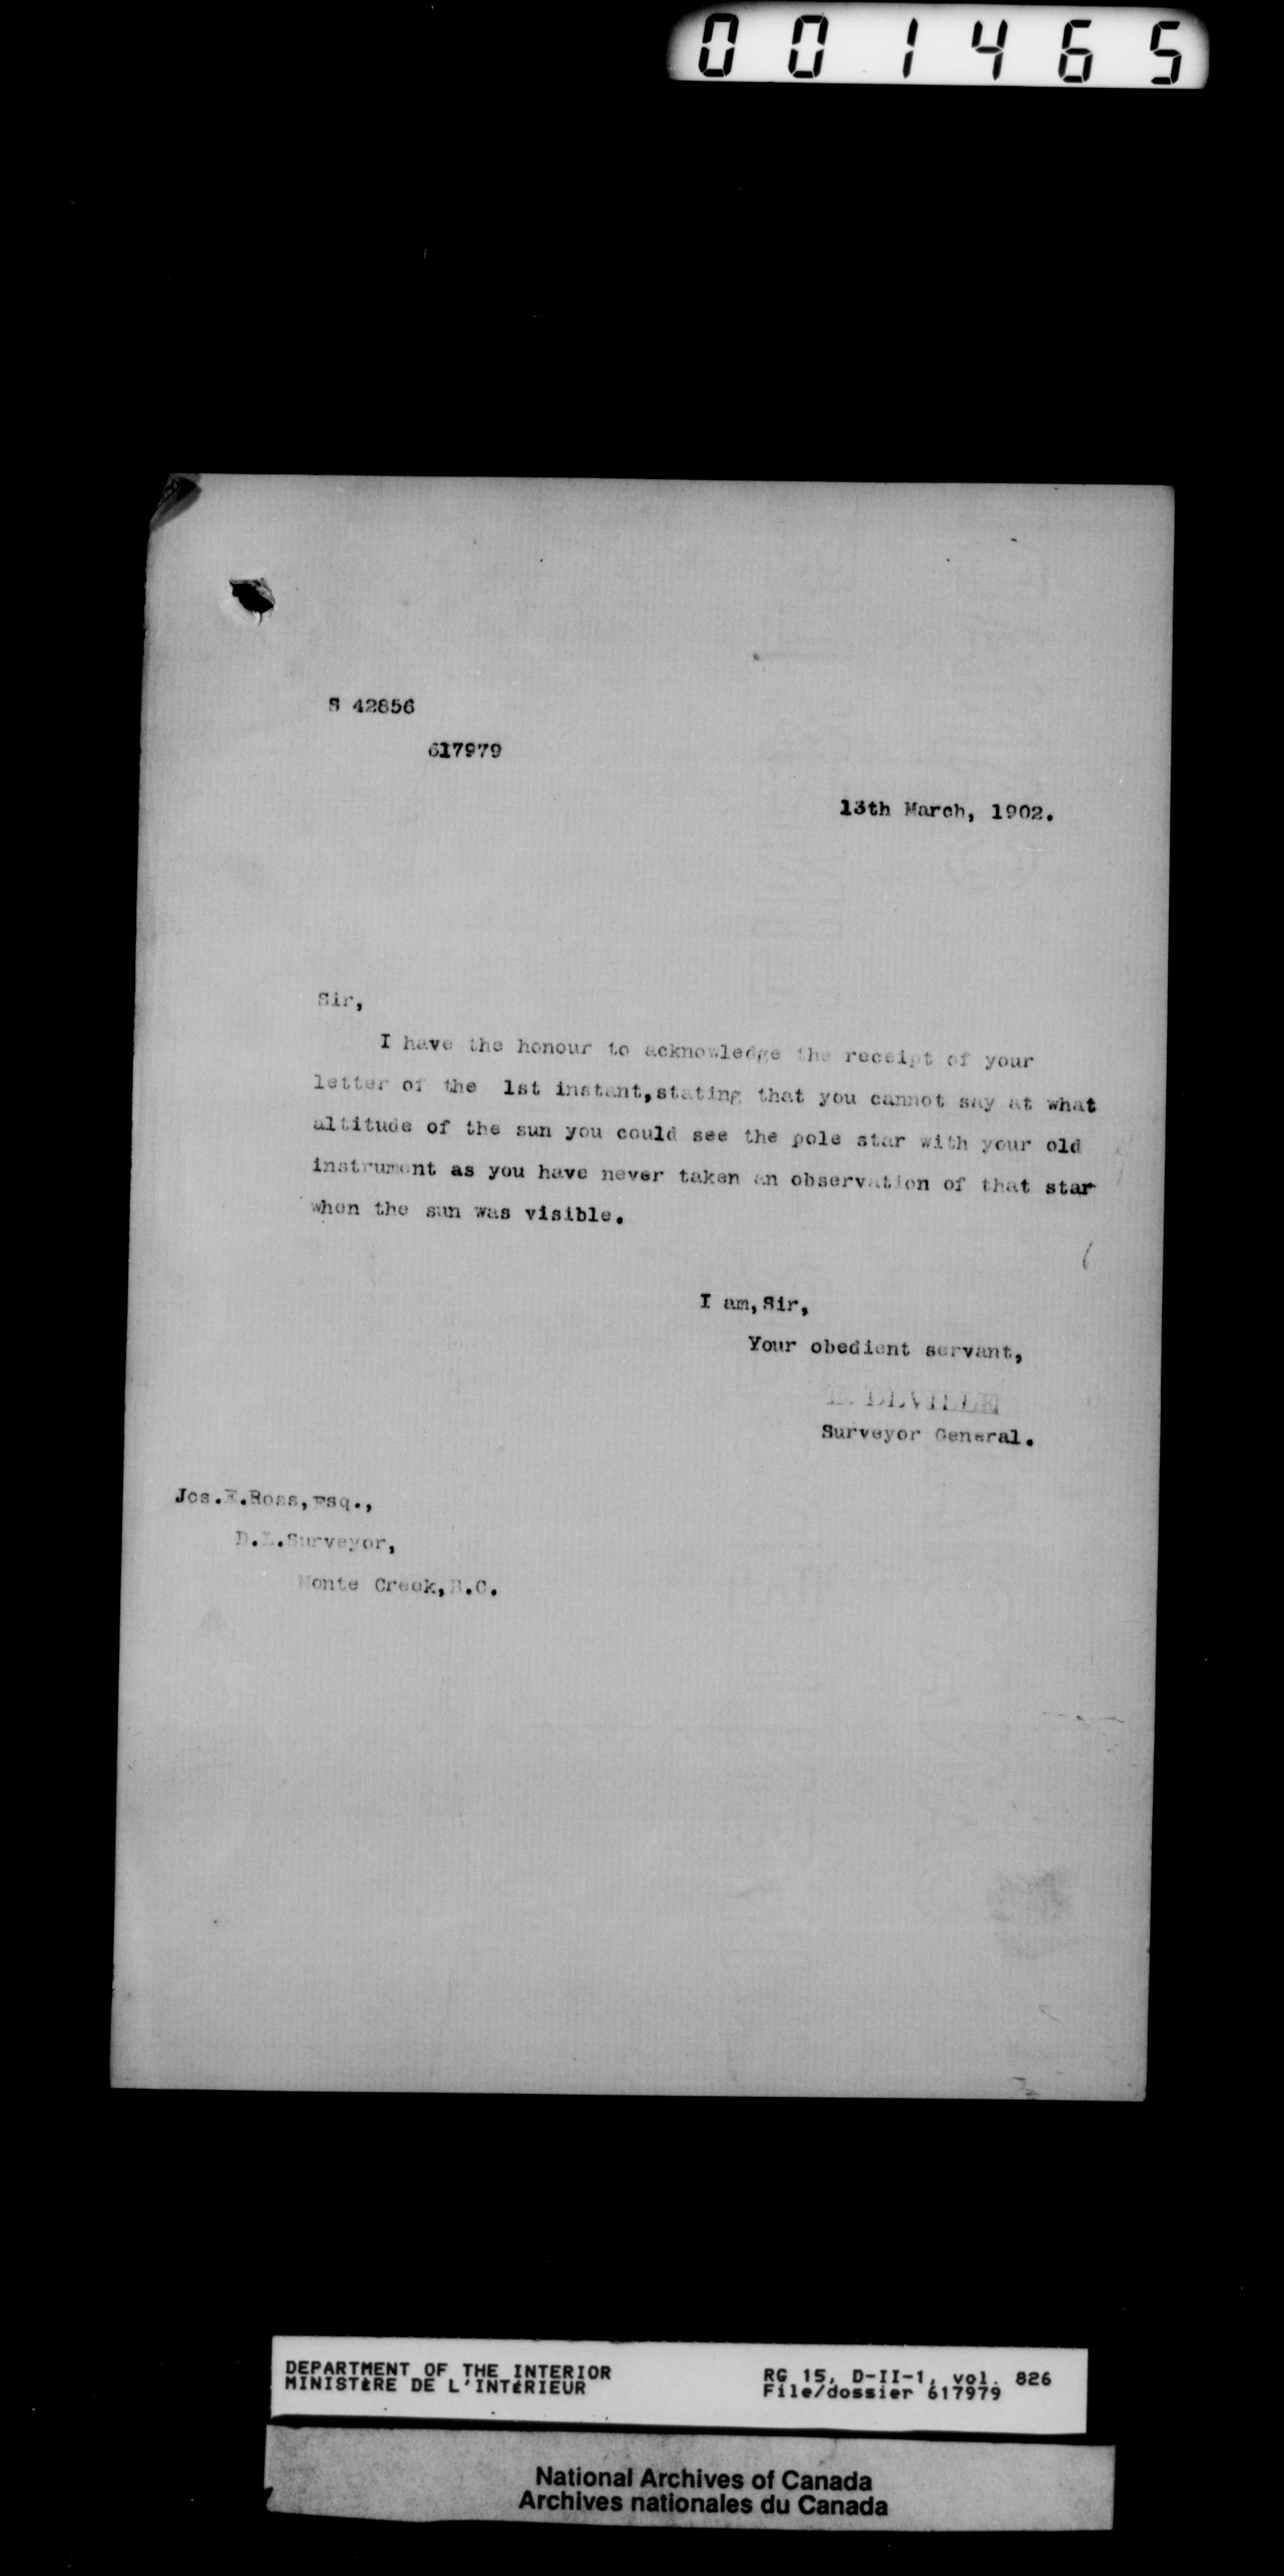 001465
S 42856
617979
13th March, 1902.
Sir,
I have the honour to acknowledge the receipt of your
letter of the 1st instant,stating that you cannot say at what
altitude of the sun you could see the pole star with your old
instrument as you have never taken an observation of that star
when the sun was visible.
I am,Sir,
Your obedient servant,
E. DEVILLE
Surveyor General.
Jos.E.Ross,Esq.,
D.L.Surveyor,
Monte Creek,B.C.
DEPARTMENT OF THE INTERIOR
MINISTÈRE DE L'INTÉRIEUR
RG 15, D-II-1, vol. 826
File/dossier 617979
National Archives of Canada
Archives nationales du Canada